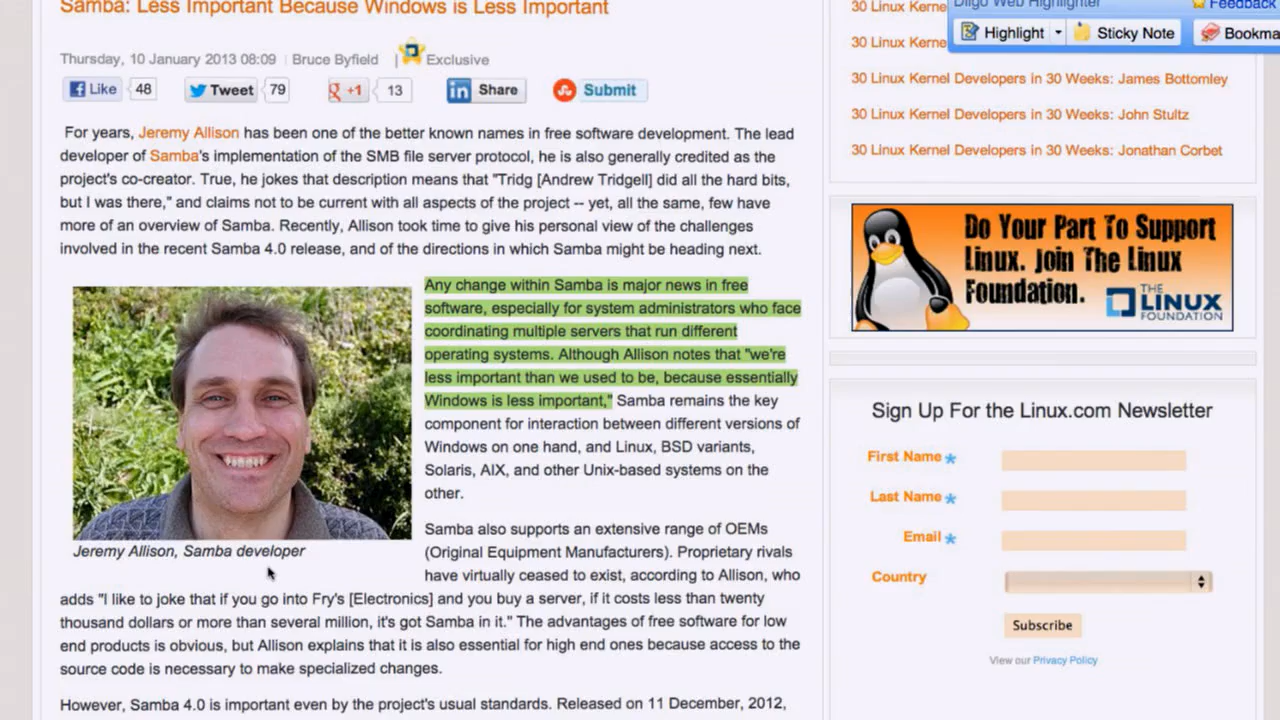 Samba: Less Important Because Windows is Less Important
Thursday, 10 January 2013 08:09 | Bruce Byfield | Exclusive
Like 48 Tweet 79 +1 13 Share Submit
For years, Jeremy Allison has been one of the better known names in free software development. The lead
developer of Samba's implementation of the SMB file server protocol, he is also generally credited as the
project's co-creator. True, he jokes that description means that "Tridg [Andrew Tridgell] did all the hard bits,
but I was there," and claims not to be current with all aspects of the project -- yet, all the same, few have
more of an overview of Samba. Recently, Allison took time to give his personal view of the challenges
involved in the recent Samba 4.0 release, and of the directions in which Samba might be heading next.
Any change within Samba is major news in free
software, especially for system administrators who face
coordinating multiple servers that run different
operating systems. Although Allison notes that "we're
less important than we used to be, because essentially
Windows is less important," Samba remains the key
component for interaction between different versions of
Windows on one hand, and Linux, BSD variants,
Solaris, AIX, and other Unix-based systems on the
other.
Jeremy Allison, Samba developer
Samba also supports an extensive range of OEMs
(Original Equipment Manufacturers). Proprietary rivals
have virtually ceased to exist, according to Allison, who
adds "I like to joke that if you go into Fry's [Electronics] and you buy a server, if it costs less than twenty
thousand dollars or more than several million, it's got Samba in it." The advantages of free software for low
end products is obvious, but Allison explains that it is also essential for high end ones because access to the
source code is necessary to make specialized changes.
However, Samba 4.0 is important even by the project's usual standards. Released on 11 December, 2012,
Diigo Web Highlighter
Feedback
Highlight Sticky Note Bookma
30 Linux Kerne
30 Linux Kerne
30 Linux Kernel Developers in 30 Weeks: James Bottomley
30 Linux Kernel Developers in 30 Weeks: John Stultz
30 Linux Kernel Developers in 30 Weeks: Jonathan Corbet
Do Your Part To Support
Linux. Join The Linux
Foundation.
THE
LINUX
FOUNDATION
Sign Up For the Linux.com Newsletter
First Name *
Last Name *
Email *
Country
Subscribe
View our Privacy Policy